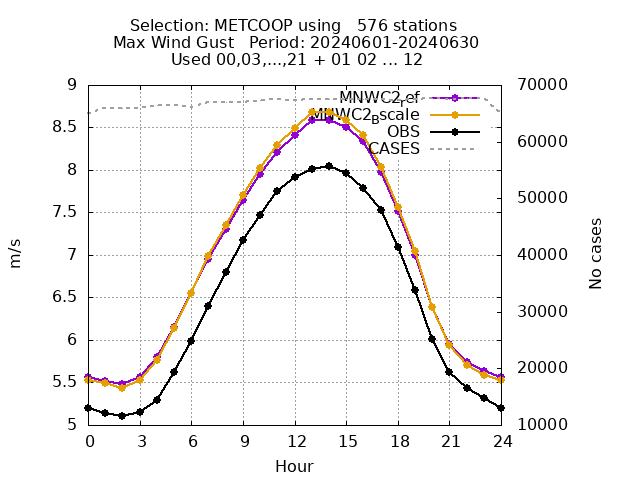 Selection: METCOOP using   576 stations
Max Wind Gust   Period: 20240601-20240630
Used 00,03,...,21 + 01 02 ... 12
9
8.5
8
7.5
7
6.5
6
5.5
5
70000
60000
50000
40000
30000
20000
10000
MNWC2ref
MNWC2Bscale
OBS
CASES
m/s
No cases
0 3 6 9 12 15 18 21 24
Hour